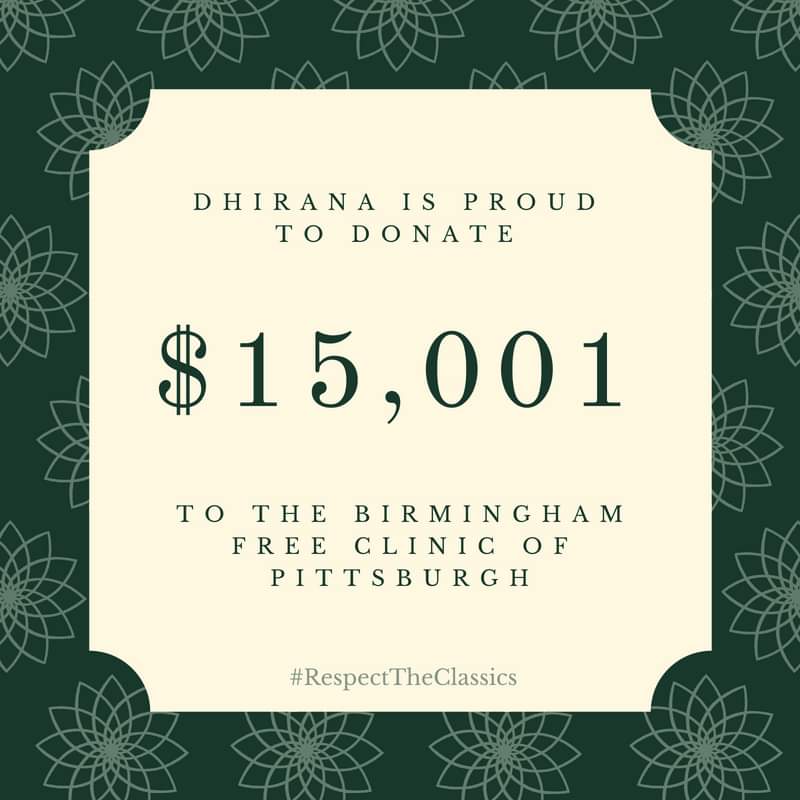 DHIRANA IS PROUD
TO DONATE
$15,001
TO THE BIRMINGHAM
FREE CLINIC OF
PITTSBURGH
#RespectTheClassics